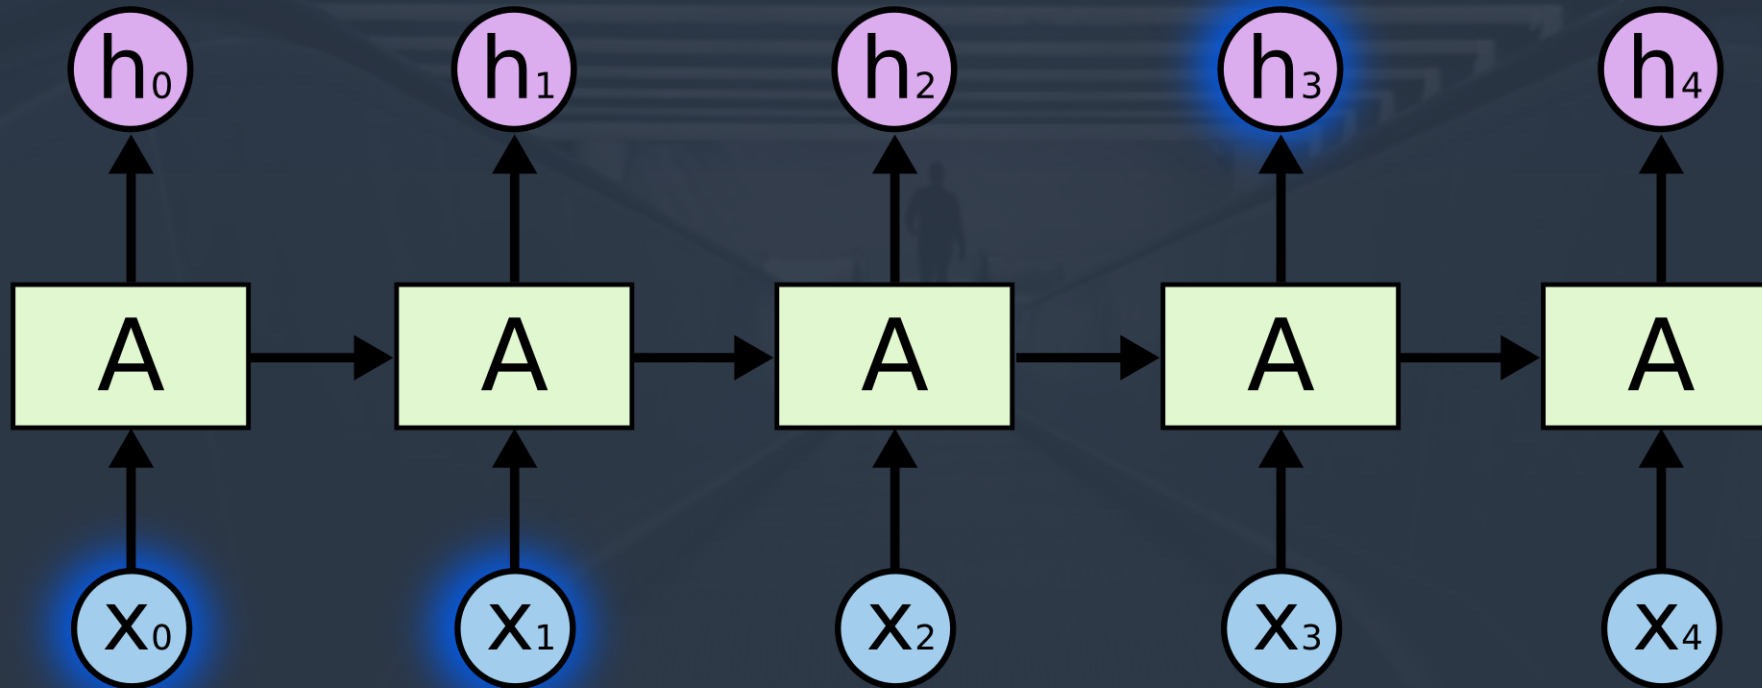 h₀ h₁ h₂ h₃ h₄
A A A A A
x₀ x₁ x₂ x₃ x₄